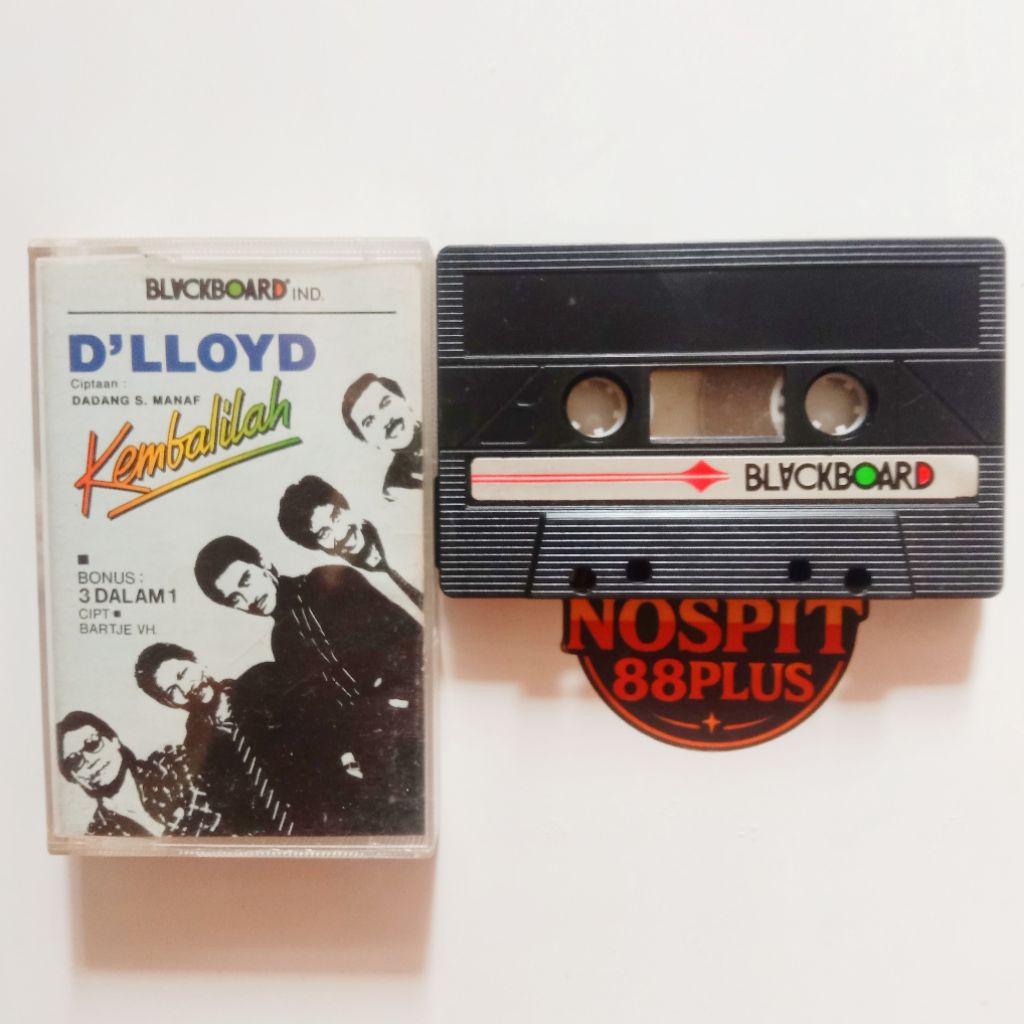 BLACKBOARD® IND.
D'LLOYD
Ciptaan :
DADANG S. MANAF
Kembalilah
BONUS :
3 DALAM 1
CIPT ▪
BARTJE VH.
BLACKBOARD
NOSPIT
88PLUS